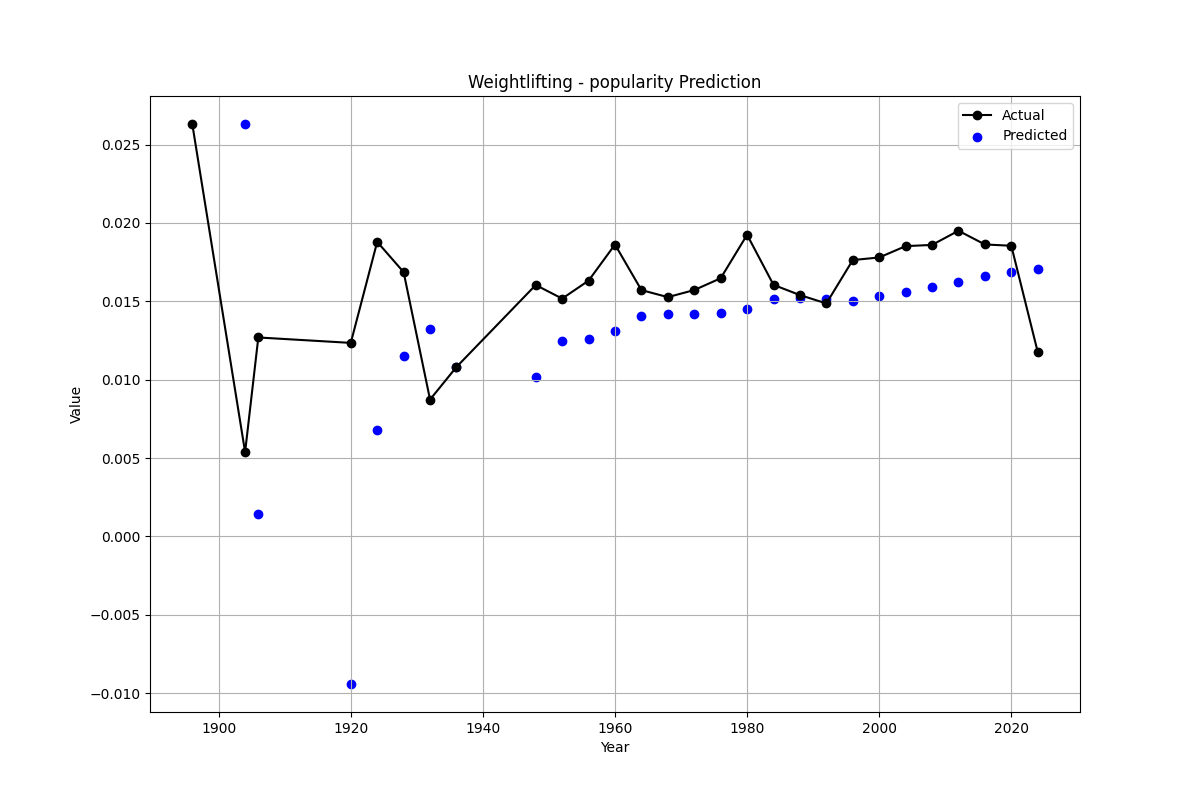 Weightlifting - popularity Prediction
Actual
Predicted
0.025
0.020
0.015
0.010
0.005
0.000
−0.005
−0.010
Value
1900 1920 1940 1960 1980 2000 2020
Year